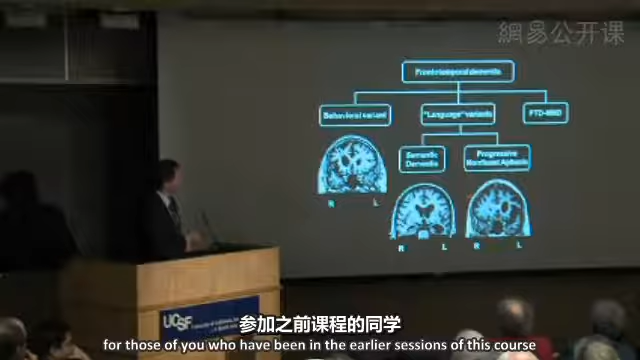 網易公开课
Frontotemporal dementia
Behavioral variant
"Language" variants
FTD-MND
Semantic
Dementia
Progressive
Nonfluent Aphasia
R L
R L
R L
UCSF
参加之前课程的同学
for those of you who have been in the earlier sessions of this course